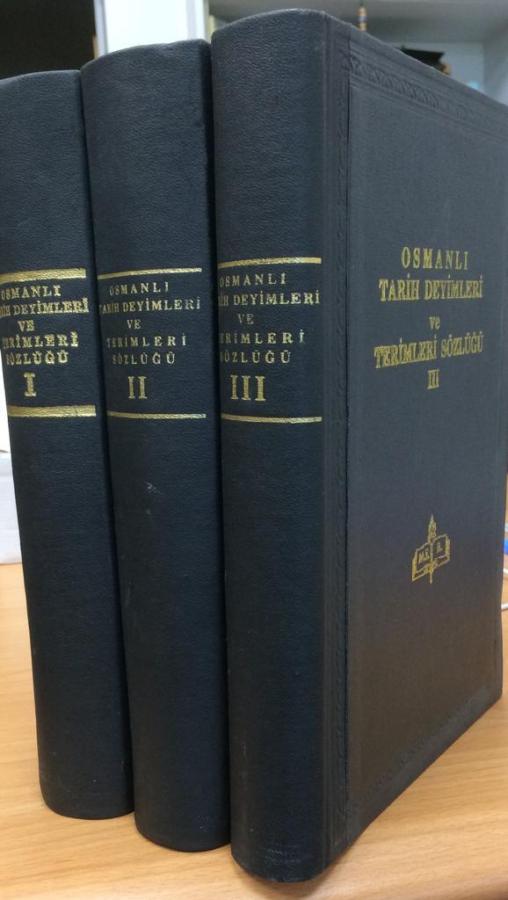 OSMANLI
TARİH DEYİMLERİ
VE
TERİMLERİ
SÖZLÜĞÜ
I
OSMANLI
TARİH DEYİMLERİ
VE
TERİMLERİ
SÖZLÜĞÜ
II
OSMANLI
TARİH DEYİMLERİ
VE
TERİMLERİ
SÖZLÜĞÜ
III
OSMANLI
TARİH DEYİMLERİ
ve
TERİMLERİ SÖZLÜĞÜ
III